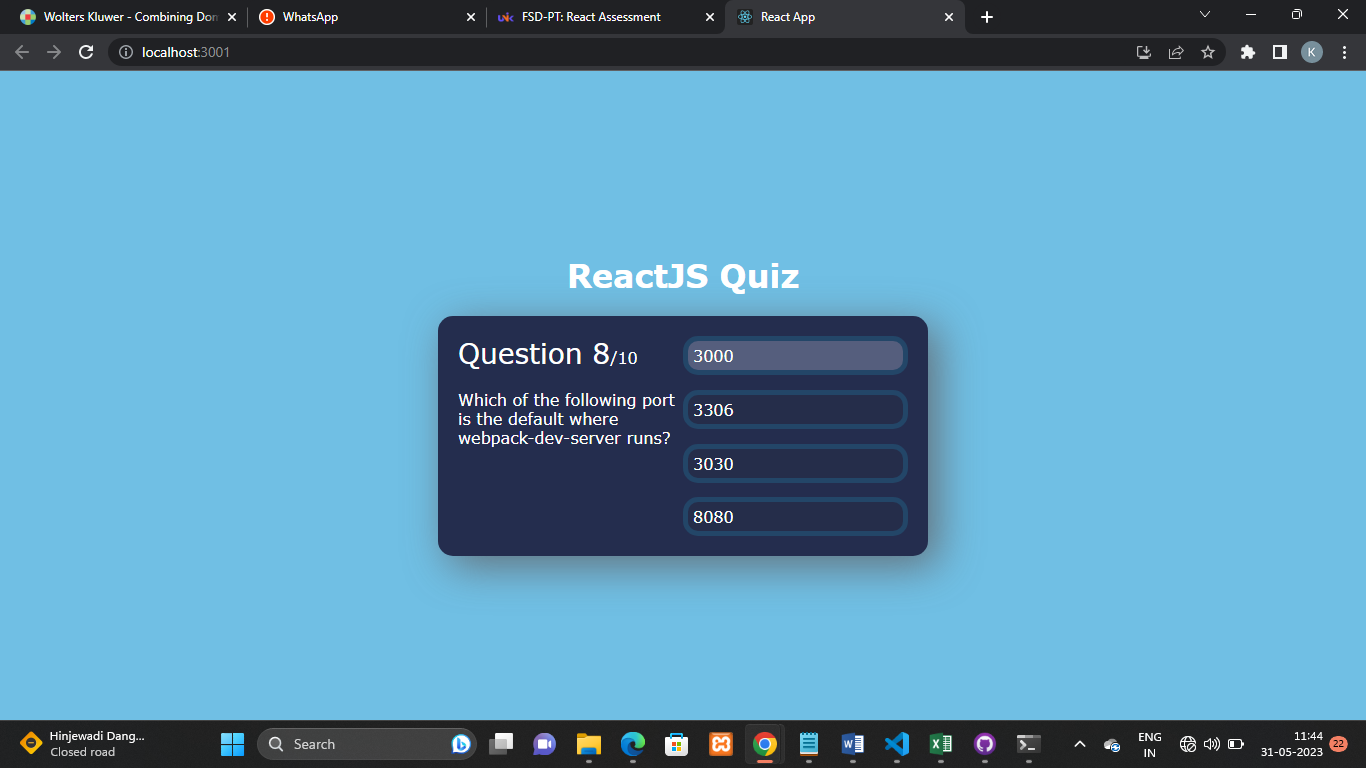 Wolters Kluwer - Combining Dom
WhatsApp
FSD-PT: React Assessment
React App
localhost:3001
K
ReactJS Quiz
Question 8/10
Which of the following port
is the default where
webpack-dev-server runs?
3000
3306
3030
8080
Hinjewadi Dang...
Closed road
Search
ENG
IN
11:44
31-05-2023
22